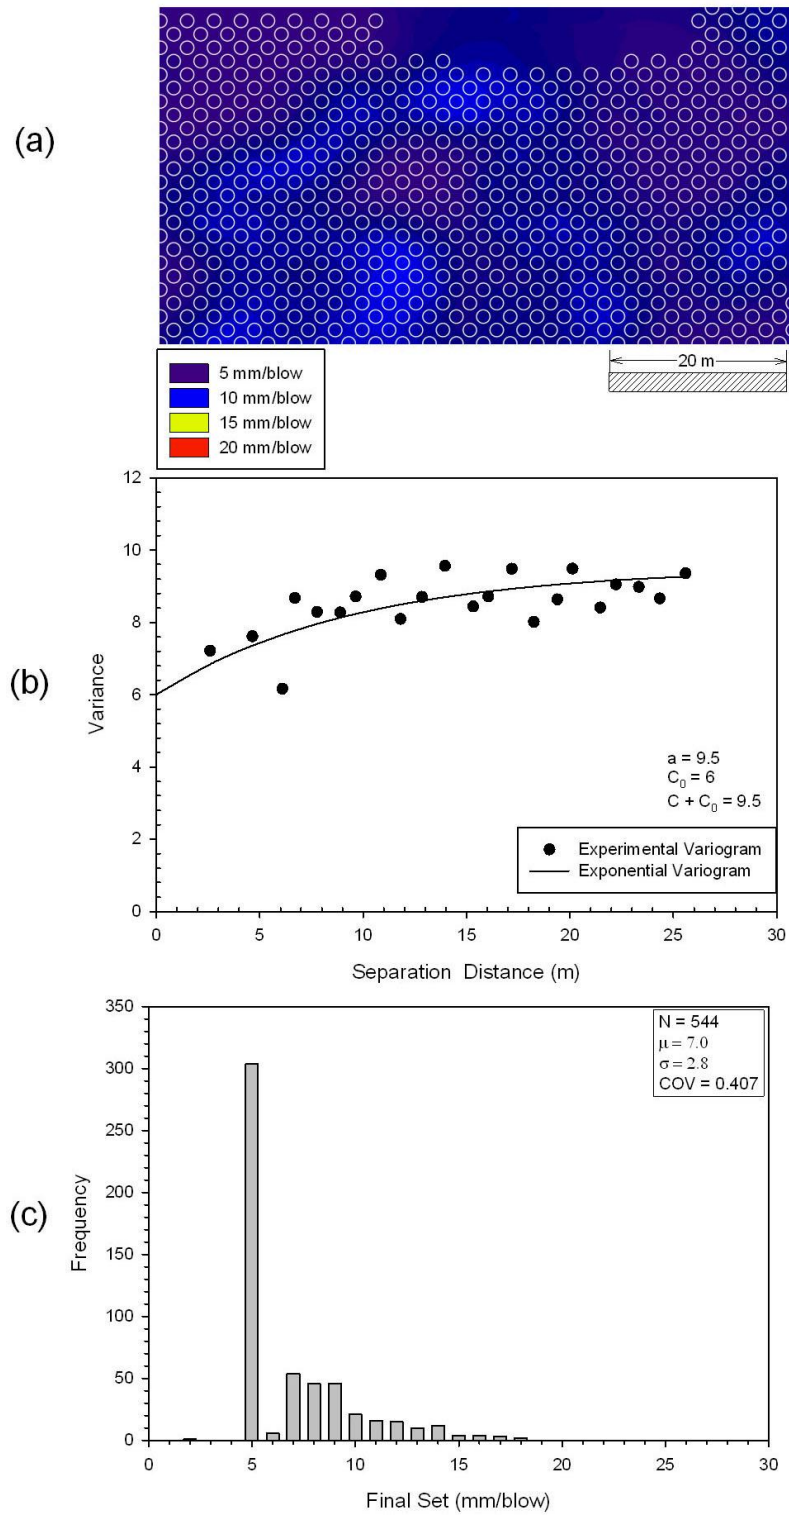 (a)
20 m
5 mm/blow
10 mm/blow
15 mm/blow
20 mm/blow
(b)
12
10
8
6
4
2
0
Variance
a = 9.5
C₀ = 6
C + C₀ = 9.5
Experimental Variogram
Exponential Variogram
0 5 10 15 20 25 30
Separation Distance (m)
(c)
350
300
250
200
150
100
50
0
Frequency
N = 544
μ = 7.0
σ = 2.8
COV = 0.407
0 5 10 15 20 25 30
Final Set (mm/blow)